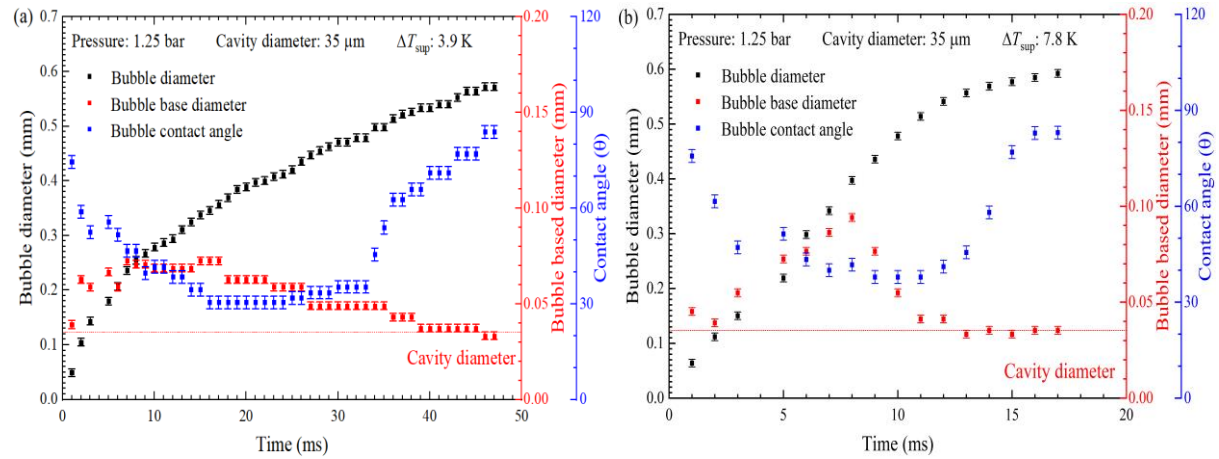 (a)
Pressure: 1.25 bar Cavity diameter: 35 μm ΔTsup: 3.9 K
Bubble diameter
Bubble base diameter
Bubble contact angle
Cavity diameter
Bubble diameter (mm)
0.7
0.6
0.5
0.4
0.3
0.2
0.1
0.0
0 10 20 30 40 50
Time (ms)
0.20
0.15
0.10
0.05
0.00
Bubble based diameter (mm)
120
90
60
30
0
Contact angle (θ)
(b)
Pressure: 1.25 bar Cavity diameter: 35 μm ΔTsup: 7.8 K
Bubble diameter
Bubble base diameter
Bubble contact angle
Cavity diameter
Bubble diameter (mm)
0.7
0.6
0.5
0.4
0.3
0.2
0.1
0.0
0 5 10 15 20
Time (ms)
0.20
0.15
0.10
0.05
0.00
Bubble based diameter (mm)
120
90
60
30
0
Contact angle (θ)